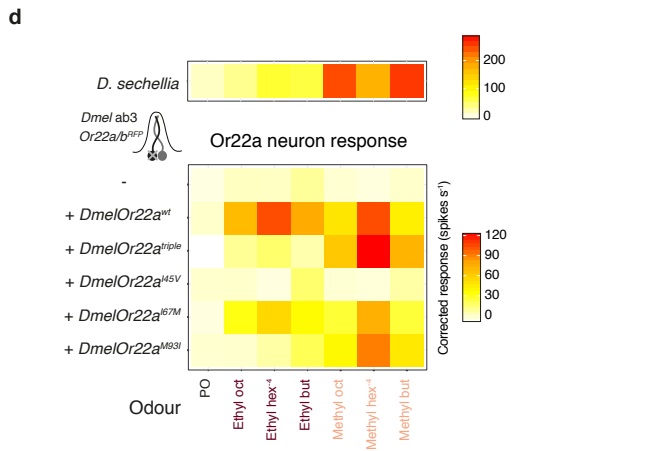 d
D. sechellia
200
100
0
Dmel ab3
Or22a/b^RFP
Or22a neuron response
-
+ DmelOr22a^wt
+ DmelOr22a^triple
+ DmelOr22a^I45V
+ DmelOr22a^I67M
+ DmelOr22a^M93I
Corrected response (spikes s⁻¹)
120
90
60
30
0
Odour
PO
Ethyl oct
Ethyl hex⁻⁴
Ethyl but
Methyl oct
Methyl hex⁻⁴
Methyl but